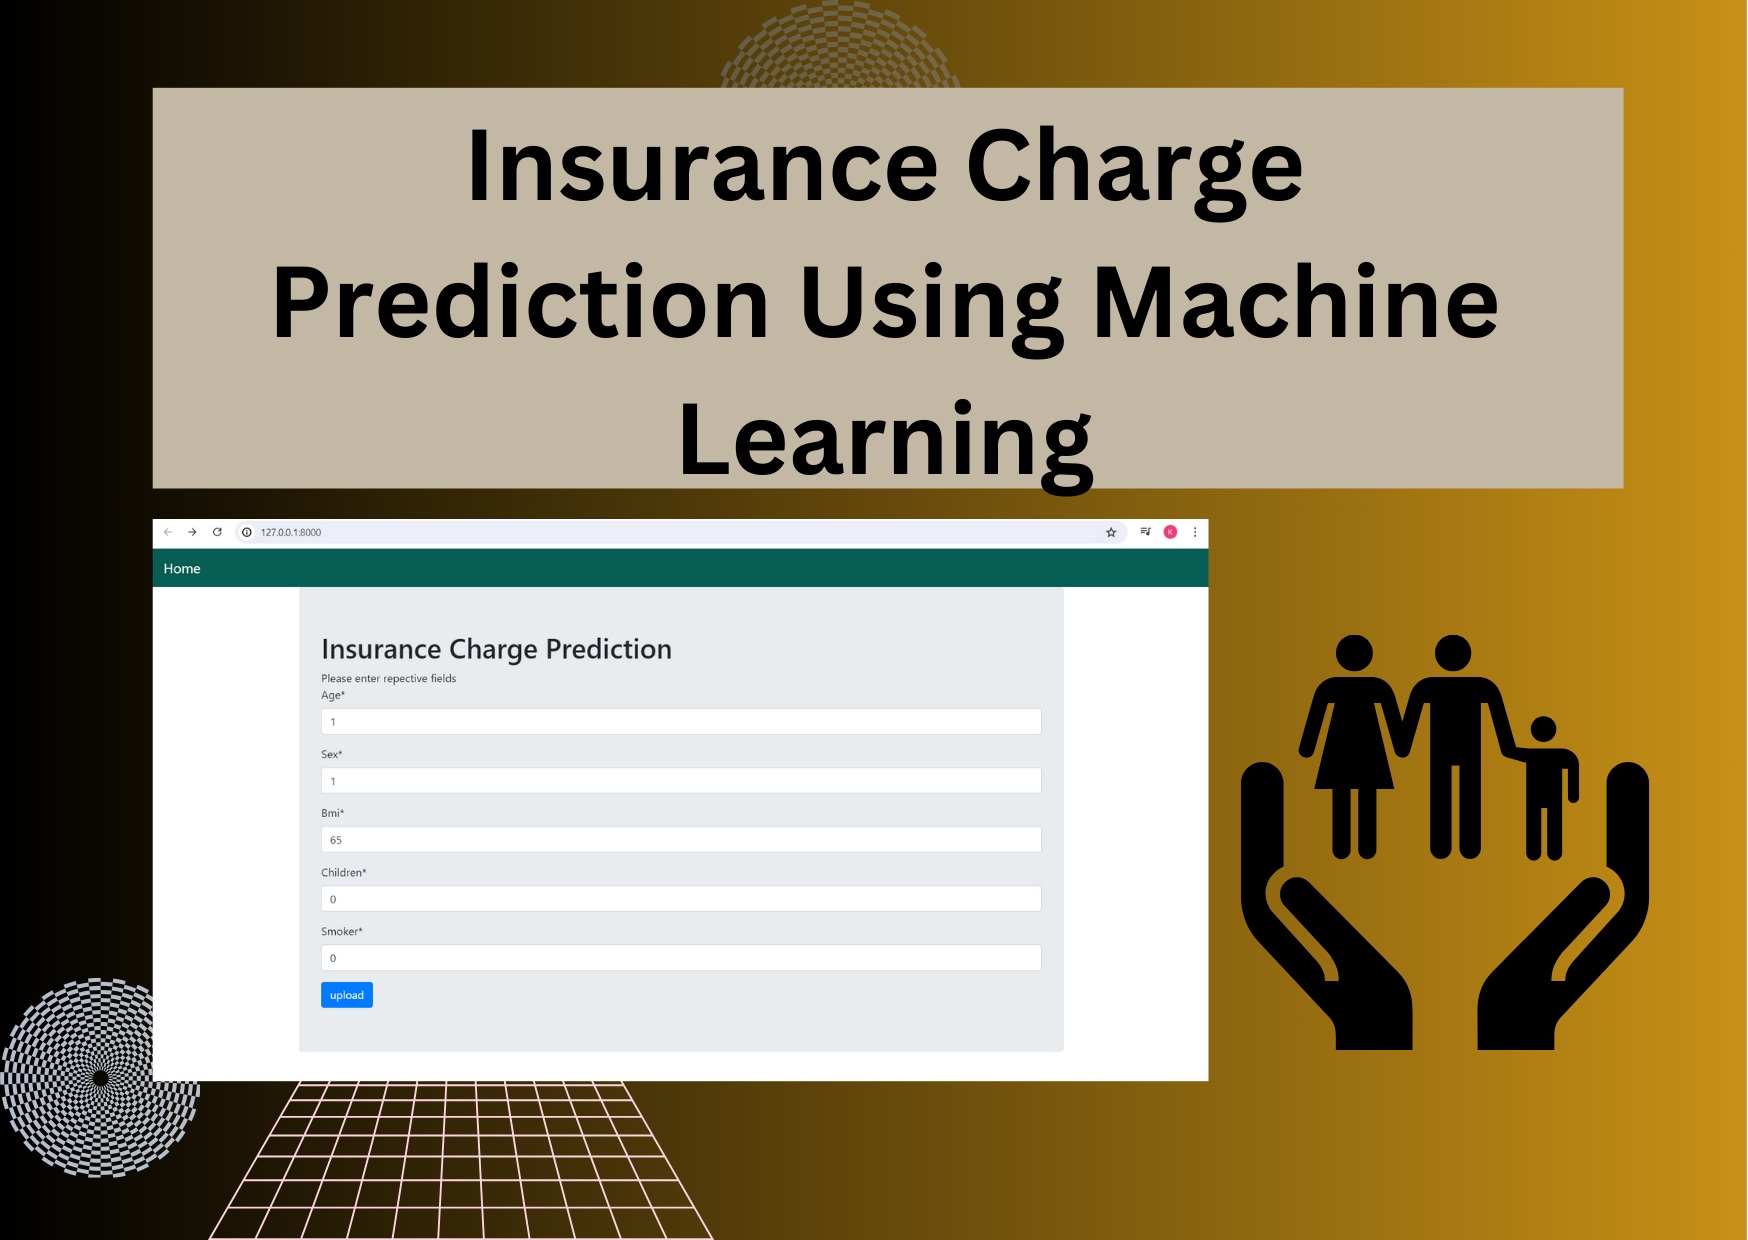 Insurance Charge
Prediction Using Machine
Learning
127.0.0.1:8000
K
Home
Insurance Charge Prediction
Please enter repective fields
Age*
1
Sex*
1
Bmi*
65
Children*
0
Smoker*
0
upload